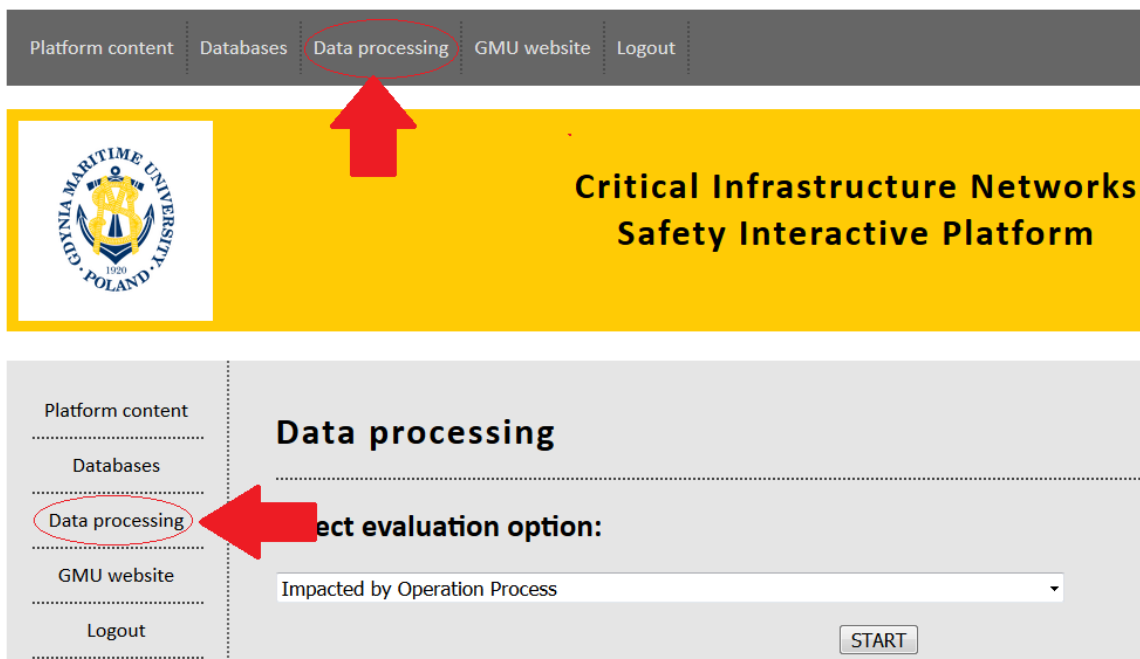 Platform content Databases Data processing GMU website Logout
GDYNIA MARITIME UNIVERSITY
1920
POLAND
Critical Infrastructure Networks
Safety Interactive Platform
Platform content
Databases
Data processing
GMU website
Logout
Data processing
ect evaluation option:
Impacted by Operation Process
START